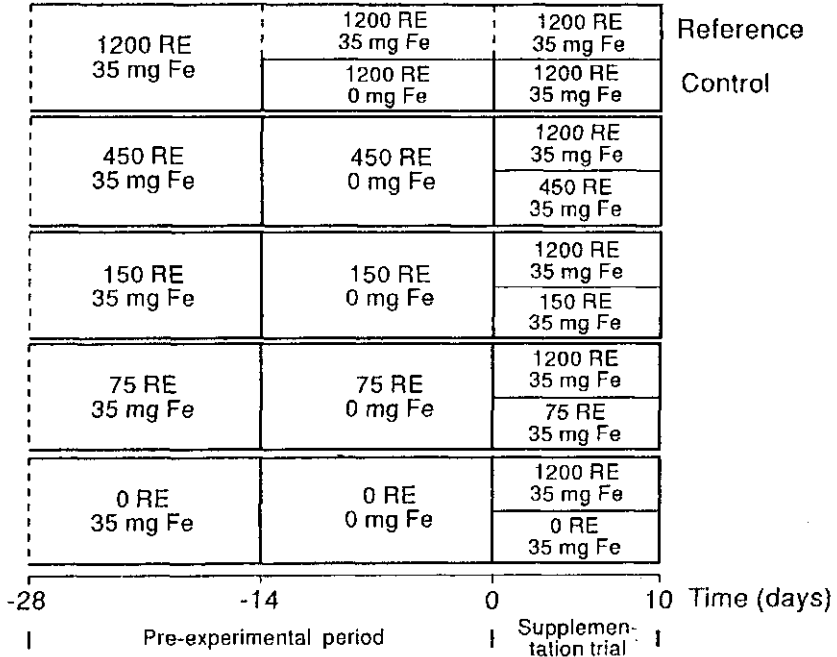 1200 RE
35 mg Fe
1200 RE
35 mg Fe
1200 RE
35 mg Fe
Reference
1200 RE
0 mg Fe
1200 RE
35 mg Fe
Control
450 RE
35 mg Fe
450 RE
0 mg Fe
1200 RE
35 mg Fe
450 RE
35 mg Fe
150 RE
35 mg Fe
150 RE
0 mg Fe
1200 RE
35 mg Fe
150 RE
35 mg Fe
75 RE
35 mg Fe
75 RE
0 mg Fe
1200 RE
35 mg Fe
75 RE
35 mg Fe
0 RE
35 mg Fe
0 RE
0 mg Fe
1200 RE
35 mg Fe
0 RE
35 mg Fe
-28 -14 0 10 Time (days)
Pre-experimental period
Supplemen-
tation trial